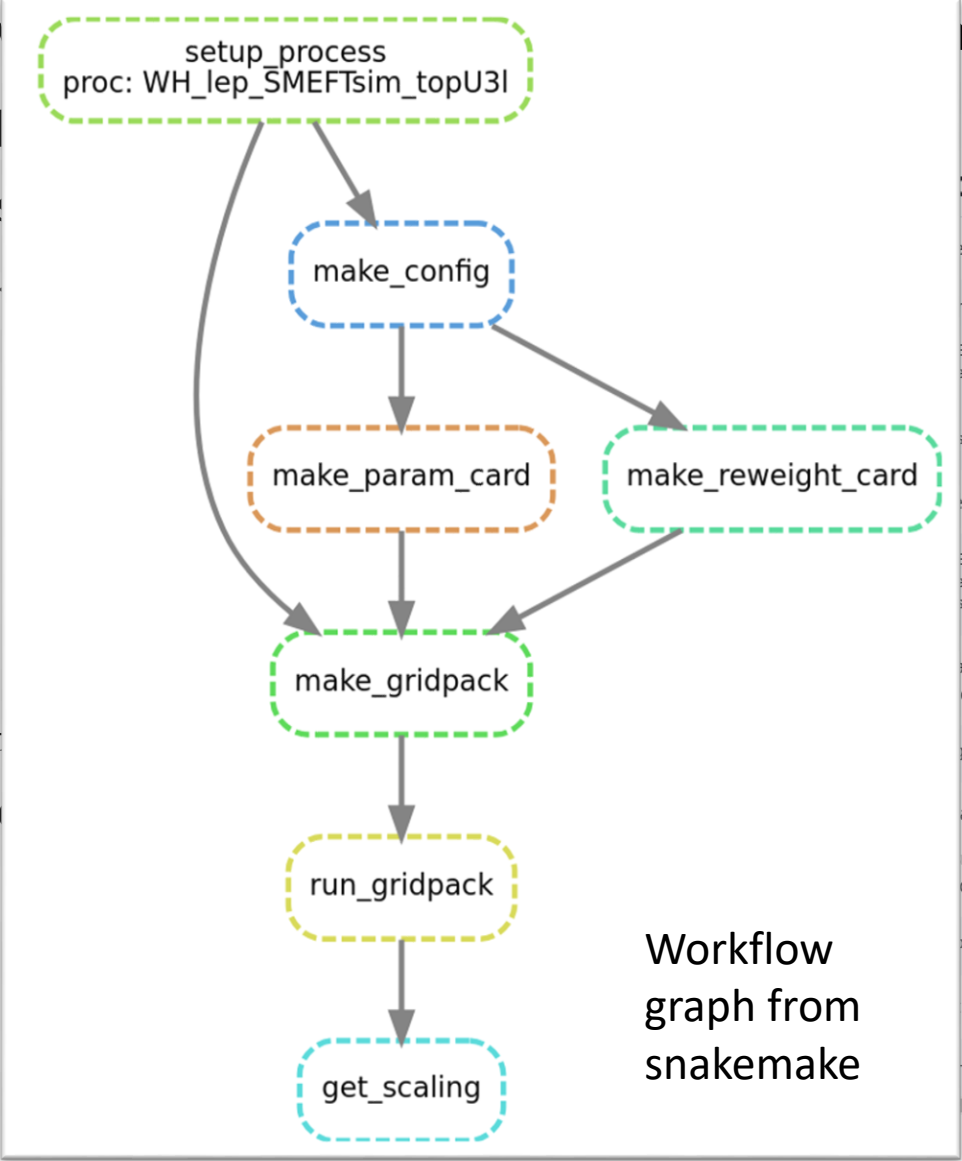 setup_process
proc: WH_lep_SMEFTsim_topU3l
make_config
make_param_card
make_reweight_card
make_gridpack
run_gridpack
get_scaling
Workflow
graph from
snakemake